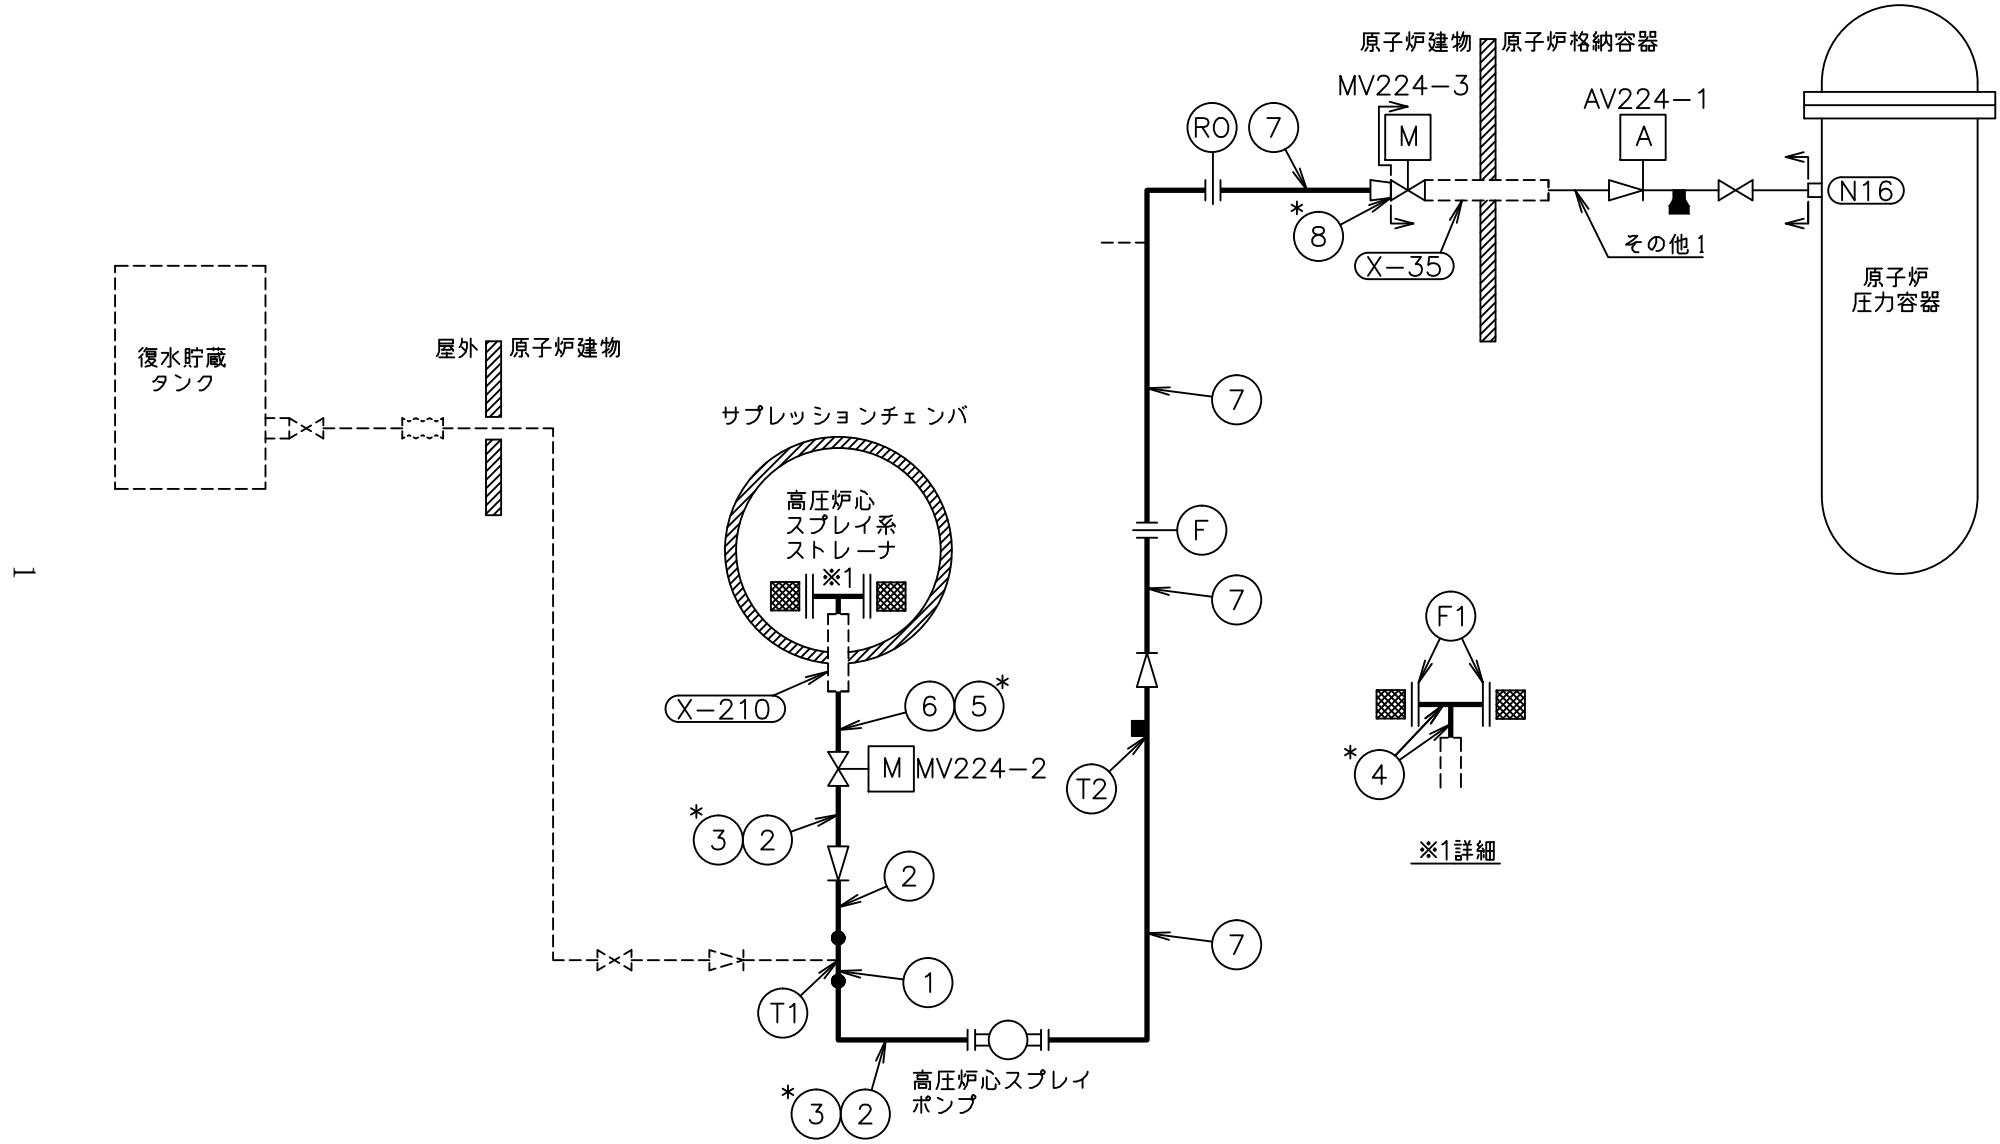 原子炉建物
原子炉格納容器
MV224-3
AV224-1
RO
7
M
A
N16
*
8
X-35
その他1
原子炉
圧力容器
復水貯蔵
タンク
屋外
原子炉建物
サプレッションチェンバ
7
高圧炉心
スプレイ系
ストレーナ
※1
F
7
F1
X-210
6
5
*
M
MV224-2
T2
*
4
*
3
2
※1詳細
2
7
1
T1
高圧炉心スプレイ
ポンプ
*
3
2
1